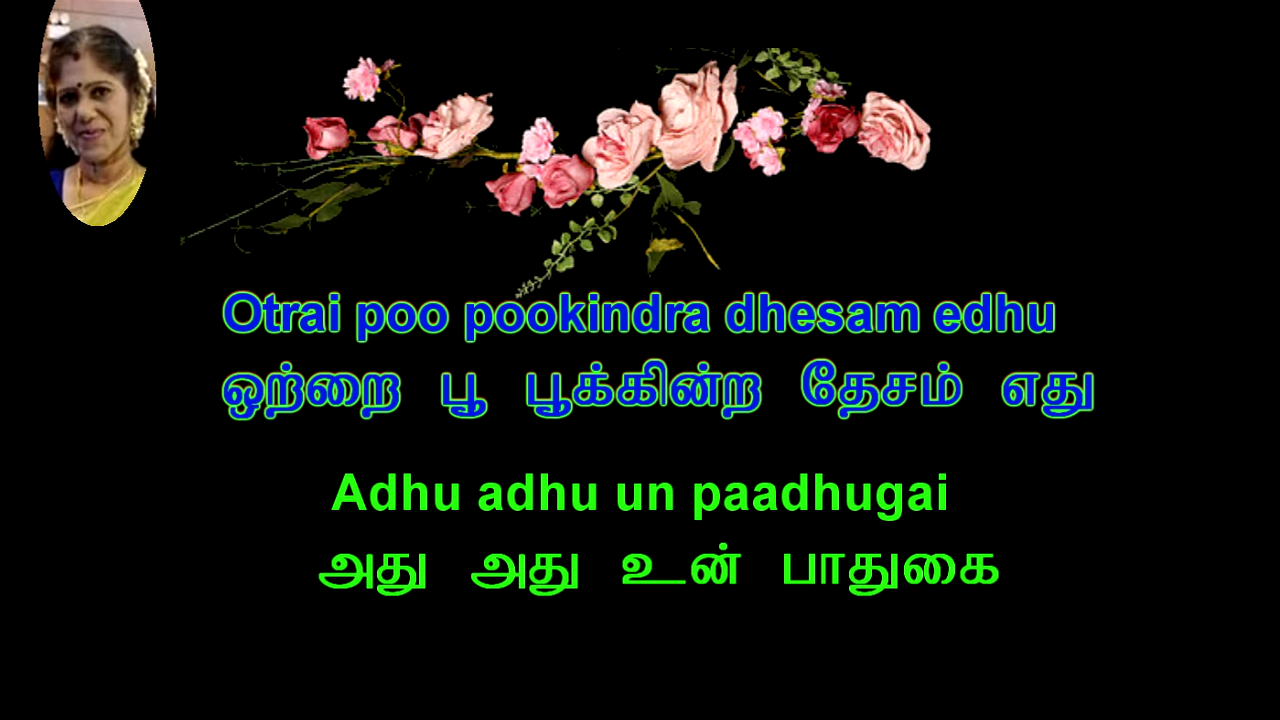 Otrai poo pookindra dhesam edhu
ஒற்றை பூ பூக்கின்ற தேசம் எது
Adhu adhu un paadhugai
அது அது உன் பாதுகை